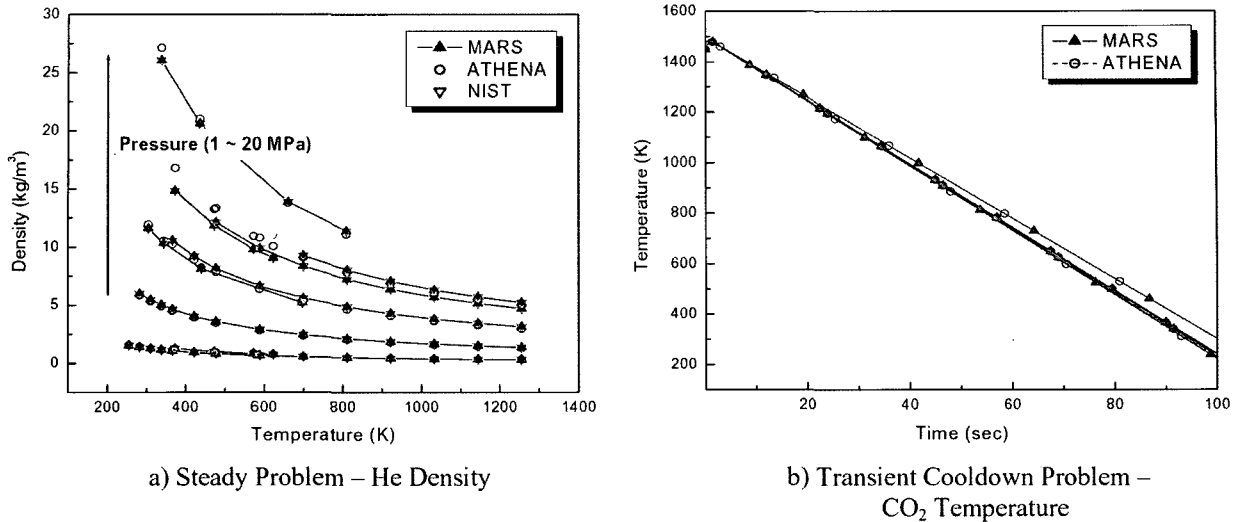 30
25
20
15
10
5
0
Density (kg/m³)
MARS
ATHENA
NIST
Pressure (1 ~ 20 MPa)
200 400 600 800 1000 1200 1400
Temperature (K)
a) Steady Problem – He Density
1600
1400
1200
1000
800
600
400
200
Temperature (K)
MARS
ATHENA
20 40 60 80 100
Time (sec)
b) Transient Cooldown Problem –
CO₂ Temperature